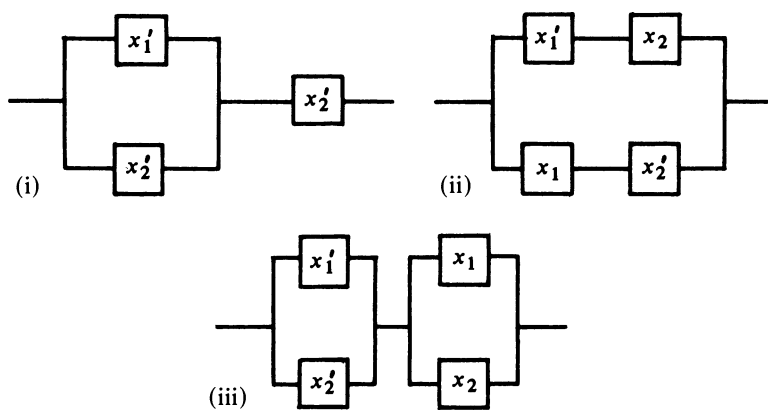 x₁′
x₂′
x₂′
(i)
x₁′ x₂
x₁ x₂′
(ii)
x₁′ x₁
x₂′ x₂
(iii)